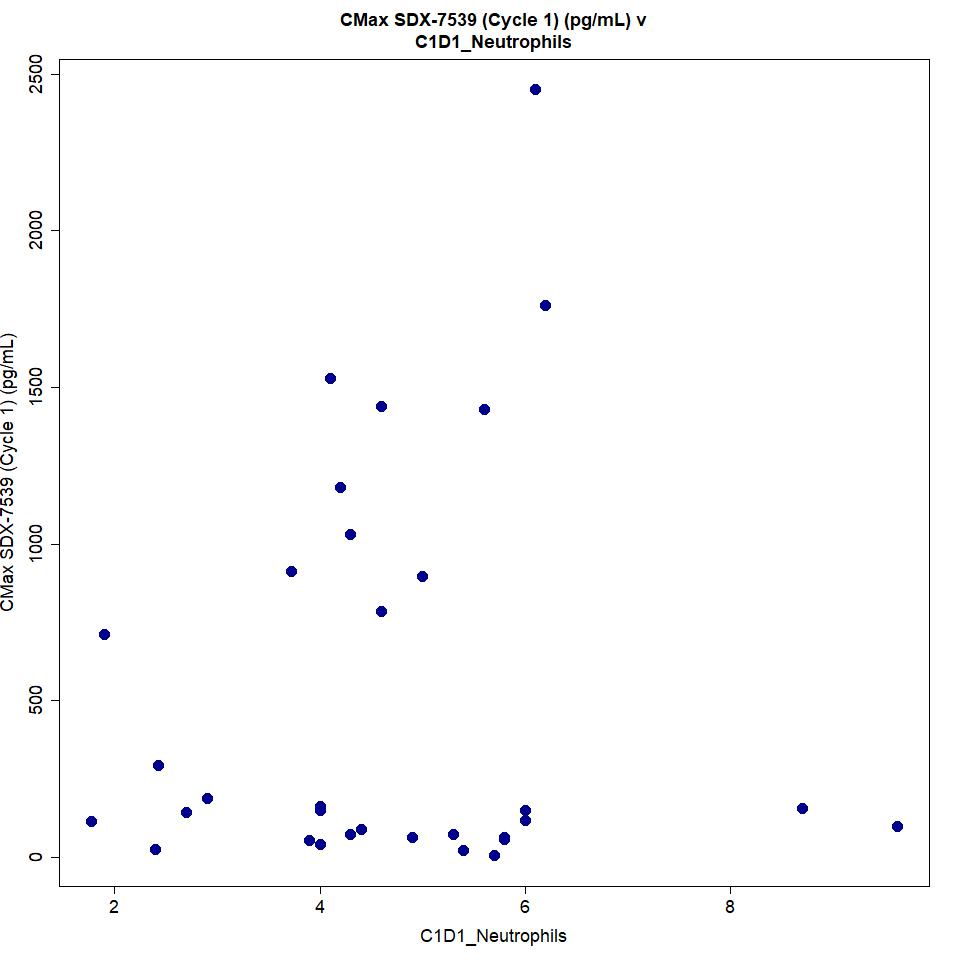 CMax SDX-7539 (Cycle 1) (pg/mL) v
C1D1_Neutrophils
2500
2000
1500
1000
500
0
CMax SDX-7539 (Cycle 1) (pg/mL)
2 4 6 8
C1D1_Neutrophils